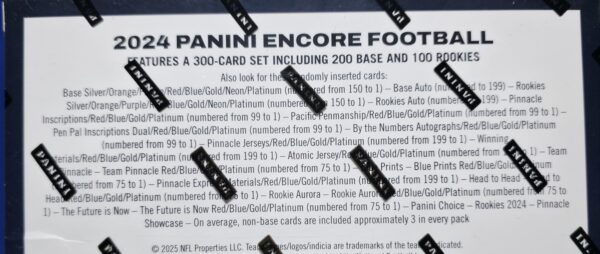 PANINI
PANINI
PANINI
2024 PANINI ENCORE FOOTBALL
FEATURES A 300-CARD SET INCLUDING 200 BASE AND 100 ROOKIES
Also look for these randomly inserted cards:
Base Silver/Orange/ /Red/Blue/Gold/Neon/Platinum (numbered from 150 to 1) – Base Auto (numbered to 199) – Rookies
Silver/Orange/Purple/Red/Blue/Gold/Neon/Platinum (numbered from 150 to 1) – Rookies Auto (numbered to 199) – Pinnacle
Inscriptions/Red/Blue/Gold/Platinum (numbered from 99 to 1) – Pacific Penmanship/Red/Blue/Gold/Platinum (numbered from 99 to 1) –
Pen Pal Inscriptions Dual/Red/Blue/Gold/Platinum (numbered from 99 to 1) – By the Numbers Autographs/Red/Blue/Gold/Platinum
(numbered from 99 to 1) – Pinnacle Jerseys/Red/Blue/Gold/Platinum (numbered from 199 to 1) – Winning
Materials/Red/Blue/Gold/Platinum (numbered from 199 to 1) – Atomic Jersey/Red/Blue/Gold/Platinum (numbered from to 1) – Team
Pinnacle – Team Pinnacle Red/Blue/Gold/Platinum (numbered from 75 to 1) – Prints – Blue Prints Red/Blue/Gold/Platinum
(numbered from 75 to 1) – Pinnacle Express Materials/Red/Blue/Gold/Platinum (numbered from 199 to 1) – Head to Head – Head to
Head Red/Blue/Gold/Platinum (numbered from 75 to 1) – Rookie Aurora – Rookie Aurora Red/Blue/Gold/Platinum (numbered from 75 to
1) – The Future is Now – The Future is Now Red/Blue/Gold/Platinum (numbered from 75 to 1) – Panini Choice – Rookies 2024 – Pinnacle
Showcase – On average, non-base cards are included approximately 3 in every pack
© 2025 NFL Properties LLC. Team names/logos/indicia are trademarks of the teams indicated.
PANINI
PANINI
PANINI
PANINI
PANINI
PANINI
PANINI